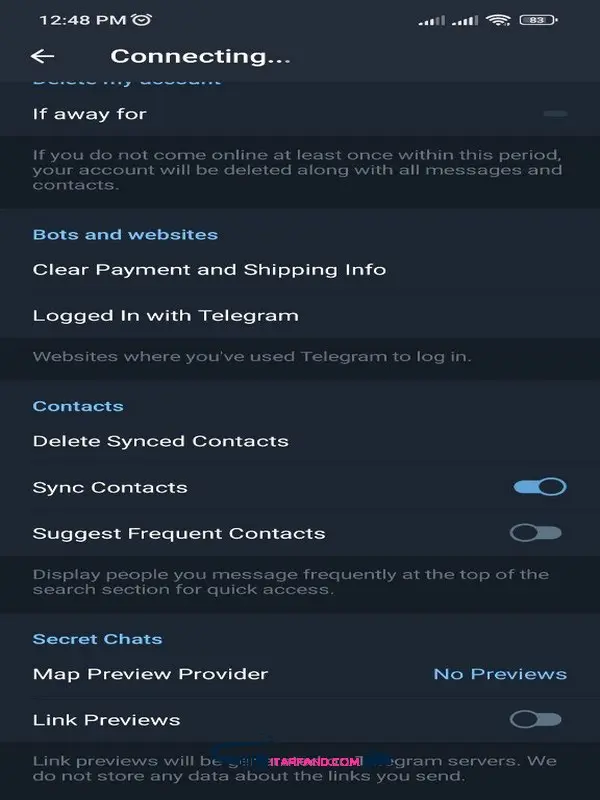 12:48 PM
83
Connecting...
Delete my account
If away for
If you do not come online at least once within this period,
your account will be deleted along with all messages and
contacts.
Bots and websites
Clear Payment and Shipping Info
Logged In with Telegram
Websites where you've used Telegram to log in.
Contacts
Delete Synced Contacts
Sync Contacts
Suggest Frequent Contacts
Display people you message frequently at the top of the
search section for quick access.
Secret Chats
Map Preview Provider No Previews
Link Previews
Link previews will be Telegram servers. We
do not store any data about the links you send.